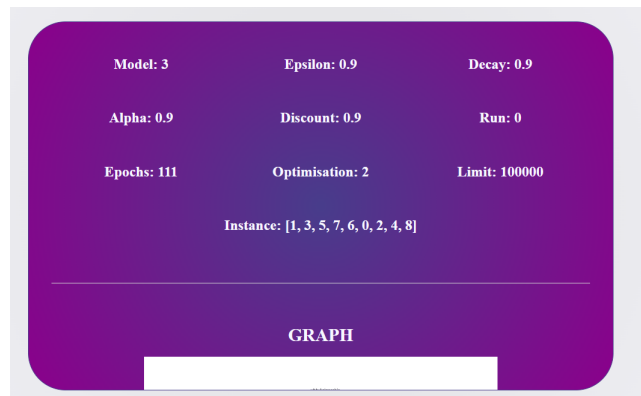 Model: 3 Epsilon: 0.9 Decay: 0.9
Alpha: 0.9 Discount: 0.9 Run: 0
Epochs: 111 Optimisation: 2 Limit: 100000
Instance: [1, 3, 5, 7, 6, 0, 2, 4, 8]
GRAPH